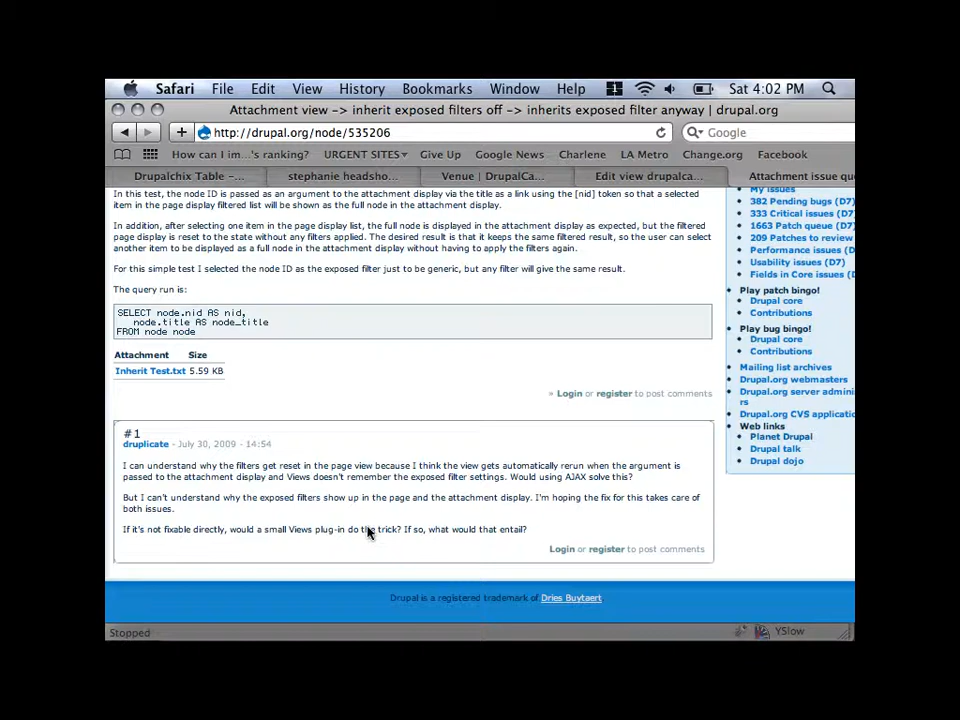 Safari File Edit View History Bookmarks Window Help 1 Sat 4:02 PM
Attachment view -> inherit exposed filters off -> inherits exposed filter anyway | drupal.org
http://drupal.org/node/535206 Google
How can I im...'s ranking? URGENT SITES▾ Give Up Google News Charlene LA Metro Change.org Facebook
Drupalchix Table –... stephanie headsho... Venue | DrupalCa... Edit view drupalca... Attachment issue qu
In this test, the node ID is passed as an argument to the attachment display via the title as a link using the [nid] token so that a selected
item in the page display filtered list will be shown as the full node in the attachment display.
In addition, after selecting one item in the page display list, the full node is displayed in the attachment display as expected, but the filtered
page display is reset to the state without any filters applied. The desired result is that it keeps the same filtered result, so the user can select
another item to be displayed as a full node in the attachment display without having to apply the filters again.
For this simple test I selected the node ID as the exposed filter just to be generic, but any filter will give the same result.
The query run is:
SELECT node.nid AS nid,
node.title AS node_title
FROM node node
Attachment Size
Inherit Test.txt 5.59 KB
» Login or register to post comments
#1
druplicate - July 30, 2009 - 14:54
I can understand why the filters get reset in the page view because I think the view gets automatically rerun when the argument is
passed to the attachment display and Views doesn't remember the exposed filter settings. Would using AJAX solve this?
But I can't understand why the exposed filters show up in the page and the attachment display. I'm hoping the fix for this takes care of
both issues.
If it's not fixable directly, would a small Views plug-in do the trick? If so, what would that entail?
Login or register to post comments
My issues
382 Pending bugs (D7)
333 Critical issues (D7)
1663 Patch queue (D7)
209 Patches to review
Performance issues (D
Usability issues (D7)
Fields in Core issues (D
Play patch bingo!
Drupal core
Contributions
Play bug bingo!
Drupal core
Contributions
Mailing list archives
Drupal.org webmasters
Drupal.org server admini
rs
Drupal.org CVS applicatio
Web links
Planet Drupal
Drupal talk
Drupal dojo
Drupal is a registered trademark of Dries Buytaert.
Stopped YSlow